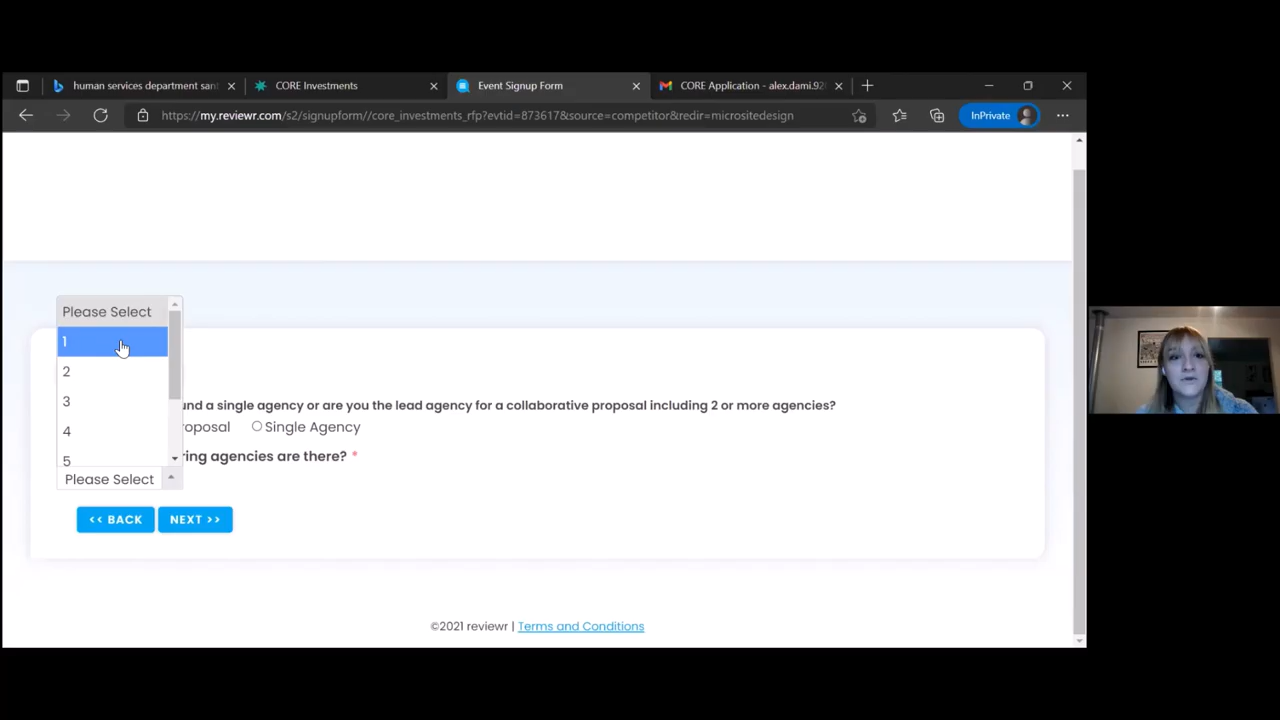 human services department sant
CORE Investments
Event Signup Form
CORE Application - alex.dami.92
https://my.reviewr.com/s2/signupform//core_investments_rfp?evtid=873617&source=competitor&redir=micrositedesign
InPrivate
Please Select
1
2
3
4
5
und a single agency or are you the lead agency for a collaborative proposal including 2 or more agencies?
roposal Single Agency
ring agencies are there? *
Please Select
<< BACK NEXT >>
©2021 reviewr | Terms and Conditions